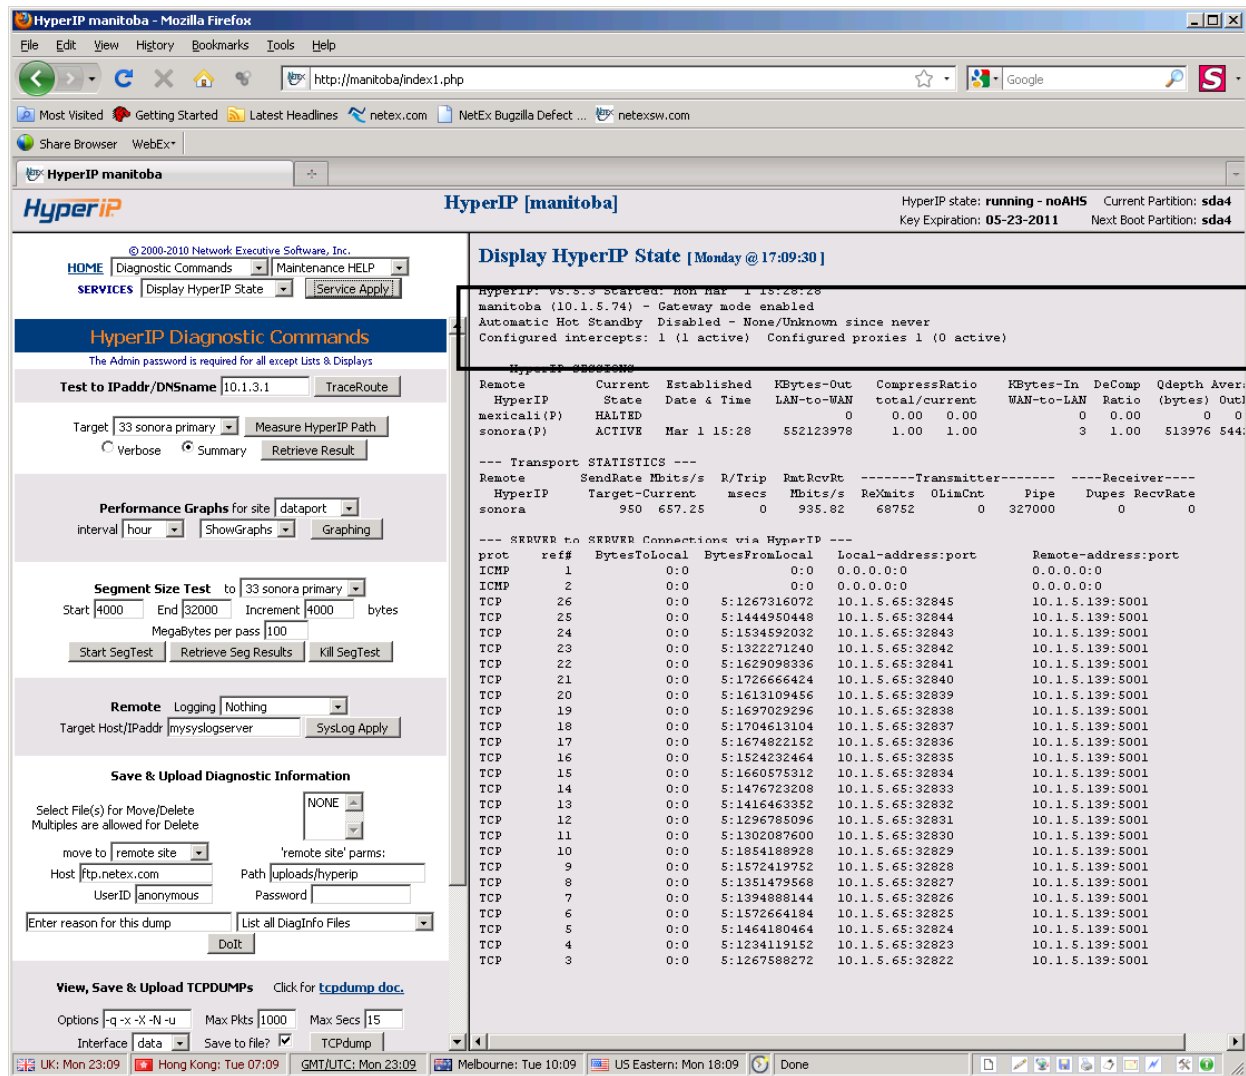 HyperIP manitoba - Mozilla Firefox
File Edit View History Bookmarks Tools Help
http://manitoba/index1.php
Google
Most Visited Getting Started Latest Headlines netex.com NetEx Bugzilla Defect ... netexsw.com
Share Browser WebEx
HyperIP manitoba
HyperIP
HyperIP [manitoba]
HyperIP state: running - noAHS Current Partition: sda4
Key Expiration: 05-23-2011 Next Boot Partition: sda4
© 2000-2010 Network Executive Software, Inc.
HOME Diagnostic Commands Maintenance HELP
SERVICES Display HyperIP State Service Apply
HyperIP Diagnostic Commands
The Admin password is required for all except Lists & Displays
Test to IPaddr/DNSname 10.1.3.1 TraceRoute
Target 33 sonora primary Measure HyperIP Path
Verbose Summary Retrieve Result
Performance Graphs for site dataport
interval hour ShowGraphs Graphing
Segment Size Test to 33 sonora primary
Start 4000 End 32000 Increment 4000 bytes
MegaBytes per pass 100
Start SegTest Retrieve Seg Results Kill SegTest
Remote Logging Nothing
Target Host/IPaddr mysyslogserver SysLog Apply
Save & Upload Diagnostic Information
Select File(s) for Move/Delete
Multiples are allowed for Delete
NONE
move to remote site 'remote site' parms:
Host ftp.netex.com Path uploads/hyperip
UserID anonymous Password
Enter reason for this dump List all DiagInfo Files
DoIt
View, Save & Upload TCPDUMPs Click for tcpdump doc.
Options -q -x -X -N -u Max Pkts 1000 Max Secs 15
Interface data Save to file? TCPdump
Display HyperIP State [ Monday @ 17:09:30 ]
HyperIP: V5.5.3 Started: Mon Mar 1 15:28:28
manitoba (10.1.5.74) - Gateway mode enabled
Automatic Hot Standby Disabled - None/Unknown since never
Configured intercepts: 1 (1 active) Configured proxies 1 (0 active)
HyperIP SESSIONS
Remote Current Established KBytes-Out CompressRatio KBytes-In DeComp Qdepth
HyperIP State Date & Time LAN-to-WAN total/current WAN-to-LAN Ratio (bytes)
mexicali(P) HALTED 0 0.00 0.00 0 0.00 0 0
sonora(P) ACTIVE Mar 1 15:28 552123978 1.00 1.00 3 1.00 513976
--- Transport STATISTICS ---
Remote SendRate Mbits/s R/Trip RmtRcvRt -------Transmitter------- ----Receiver----
HyperIP Target-Current msecs Mbits/s ReXmits OLimCnt Pipe Dupes RecvRate
sonora 950 657.25 0 935.82 68752 0 327000 0 0
--- SERVER to SERVER Connections via HyperIP ---
prot ref# BytesToLocal BytesFromLocal Local-address:port Remote-address:port
ICMP 1 0:0 0:0 0.0.0.0:0 0.0.0.0:0
ICMP 2 0:0 0:0 0.0.0.0:0 0.0.0.0:0
TCP 26 0:0 5:1267316072 10.1.5.65:32845 10.1.5.139:5001
TCP 25 0:0 5:1444950448 10.1.5.65:32844 10.1.5.139:5001
TCP 24 0:0 5:1534592032 10.1.5.65:32843 10.1.5.139:5001
TCP 23 0:0 5:1322271240 10.1.5.65:32842 10.1.5.139:5001
TCP 22 0:0 5:1629098336 10.1.5.65:32841 10.1.5.139:5001
TCP 21 0:0 5:1726666424 10.1.5.65:32840 10.1.5.139:5001
TCP 20 0:0 5:1613109456 10.1.5.65:32839 10.1.5.139:5001
TCP 19 0:0 5:1697029296 10.1.5.65:32838 10.1.5.139:5001
TCP 18 0:0 5:1704613104 10.1.5.65:32837 10.1.5.139:5001
TCP 17 0:0 5:1674822152 10.1.5.65:32836 10.1.5.139:5001
TCP 16 0:0 5:1524232464 10.1.5.65:32835 10.1.5.139:5001
TCP 15 0:0 5:1660575312 10.1.5.65:32834 10.1.5.139:5001
TCP 14 0:0 5:1476723208 10.1.5.65:32833 10.1.5.139:5001
TCP 13 0:0 5:1416463352 10.1.5.65:32832 10.1.5.139:5001
TCP 12 0:0 5:1296785096 10.1.5.65:32831 10.1.5.139:5001
TCP 11 0:0 5:1302087600 10.1.5.65:32830 10.1.5.139:5001
TCP 10 0:0 5:1854188928 10.1.5.65:32829 10.1.5.139:5001
TCP 9 0:0 5:1572419752 10.1.5.65:32828 10.1.5.139:5001
TCP 8 0:0 5:1351479568 10.1.5.65:32827 10.1.5.139:5001
TCP 7 0:0 5:1394888144 10.1.5.65:32826 10.1.5.139:5001
TCP 6 0:0 5:1572664184 10.1.5.65:32825 10.1.5.139:5001
TCP 5 0:0 5:1464180464 10.1.5.65:32824 10.1.5.139:5001
TCP 4 0:0 5:1234119152 10.1.5.65:32823 10.1.5.139:5001
TCP 3 0:0 5:1267588272 10.1.5.65:32822 10.1.5.139:5001
UK: Mon 23:09 Hong Kong: Tue 07:09 GMT/UTC: Mon 23:09 Melbourne: Tue 10:09 US Eastern: Mon 18:09 Done